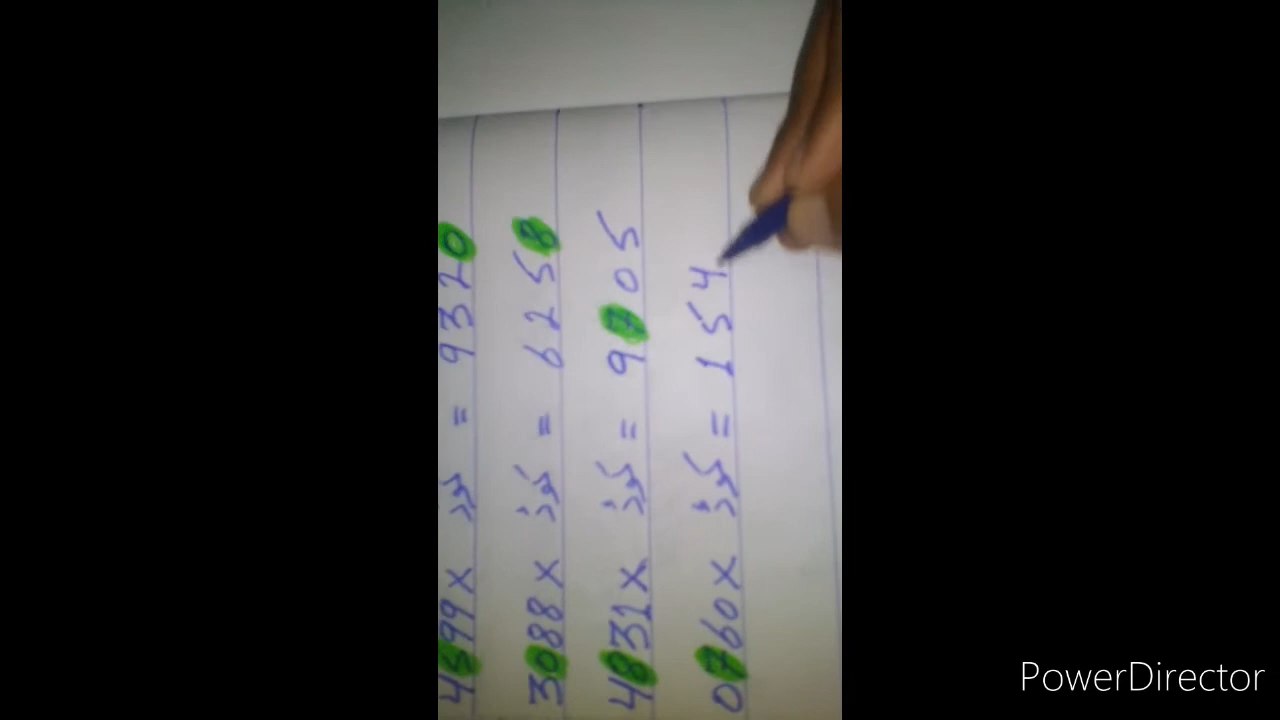 4599 x = 9320
3088 x = 6258
4831 x = 9705
0760 x = 154
PowerDirector